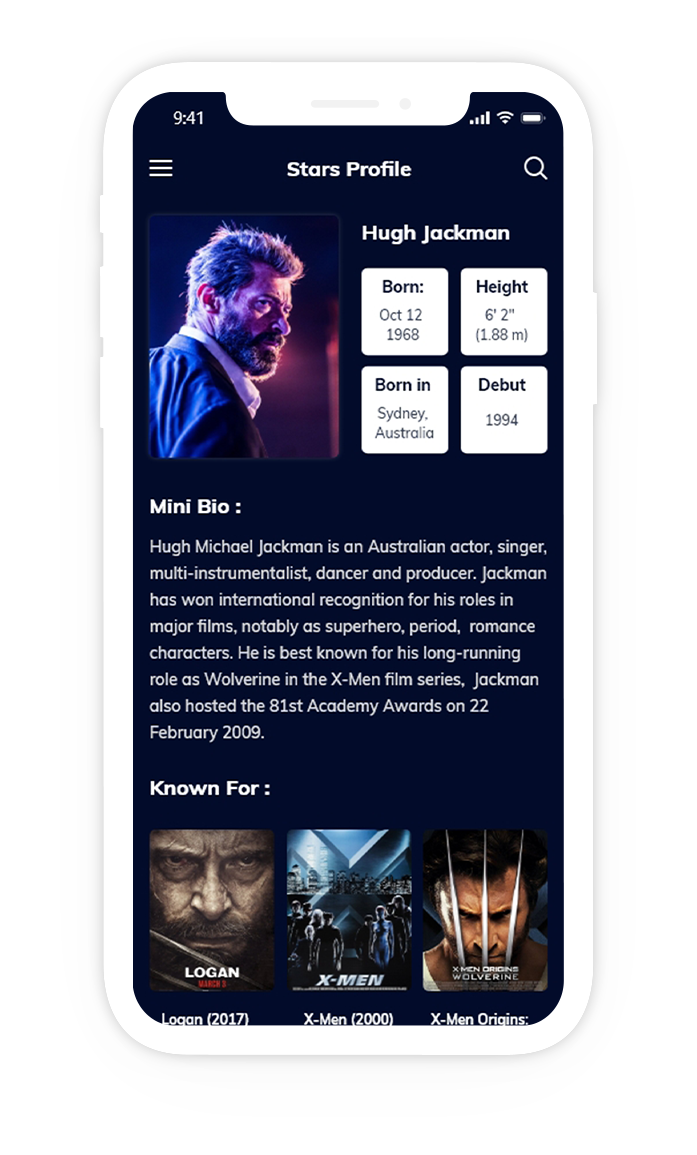 9:41
Stars Profile
Hugh Jackman
Born:
Oct 12
1968
Height
6' 2"
(1.88 m)
Born in
Sydney,
Australia
Debut
1994
Mini Bio :
Hugh Michael Jackman is an Australian actor, singer,
multi-instrumentalist, dancer and producer. Jackman
has won international recognition for his roles in
major films, notably as superhero, period,  romance
characters. He is best known for his long-running
role as Wolverine in the X-Men film series,  Jackman
also hosted the 81st Academy Awards on 22
February 2009.
Known For :
LOGAN
MARCH 3
X-MEN
X-MEN ORIGINS
WOLVERINE
Logan (2017)
X-Men (2000)
X-Men Origins: